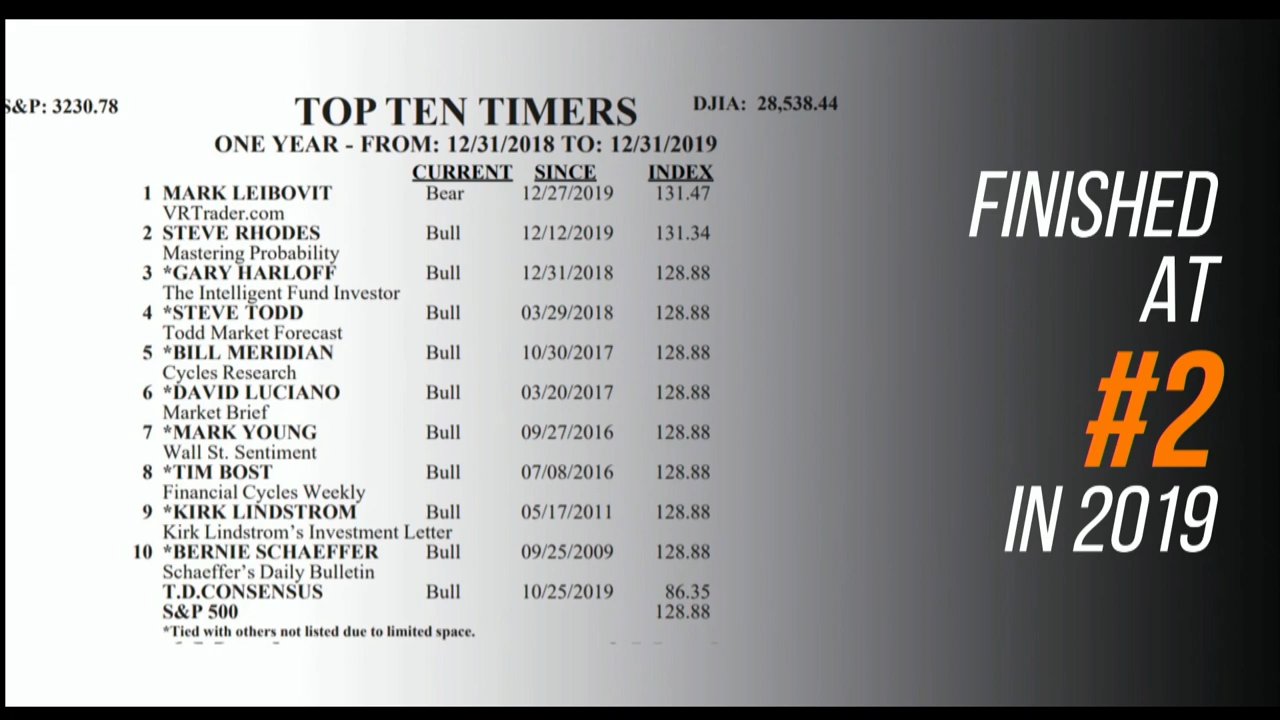 S&P: 3230.78
TOP TEN TIMERS
DJIA: 28,538.44
ONE YEAR - FROM: 12/31/2018 TO: 12/31/2019
CURRENT SINCE INDEX
1 MARK LEIBOVIT Bear 12/27/2019 131.47
VRTrader.com
2 STEVE RHODES Bull 12/12/2019 131.34
Mastering Probability
3 *GARY HARLOFF Bull 12/31/2018 128.88
The Intelligent Fund Investor
4 *STEVE TODD Bull 03/29/2018 128.88
Todd Market Forecast
5 *BILL MERIDIAN Bull 10/30/2017 128.88
Cycles Research
6 *DAVID LUCIANO Bull 03/20/2017 128.88
Market Brief
7 *MARK YOUNG Bull 09/27/2016 128.88
Wall St. Sentiment
8 *TIM BOST Bull 07/08/2016 128.88
Financial Cycles Weekly
9 *KIRK LINDSTROM Bull 05/17/2011 128.88
Kirk Lindstrom's Investment Letter
10 *BERNIE SCHAEFFER Bull 09/25/2009 128.88
Schaeffer's Daily Bulletin
T.D.CONSENSUS Bull 10/25/2019 86.35
S&P 500 128.88
*Tied with others not listed due to limited space.
FINISHED
AT
#2
IN 2019